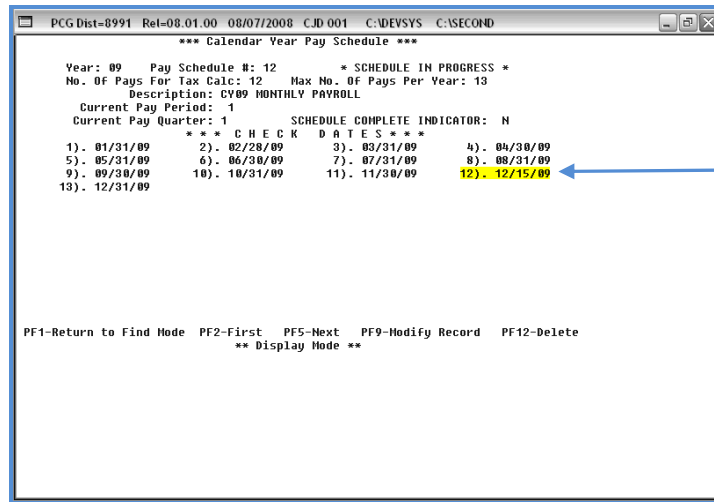 PCG Dist=8991 Rel=08.01.00 08/07/2008 CJD 001 C:\DEVSYS C:\SECOND
*** Calendar Year Pay Schedule ***
Year: 09 Pay Schedule #: 12 * SCHEDULE IN PROGRESS *
No. Of Pays For Tax Calc: 12 Max No. Of Pays Per Year: 13
Description: CY09 MONTHLY PAYROLL
Current Pay Period: 1
Current Pay Quarter: 1 SCHEDULE COMPLETE INDICATOR: N
* * * C H E C K D A T E S * * *
1). 01/31/09 2). 02/28/09 3). 03/31/09 4). 04/30/09
5). 05/31/09 6). 06/30/09 7). 07/31/09 8). 08/31/09
9). 09/30/09 10). 10/31/09 11). 11/30/09 12). 12/15/09
13). 12/31/09
PF1-Return to Find Mode PF2-First PF5-Next PF9-Modify Record PF12-Delete
** Display Mode **